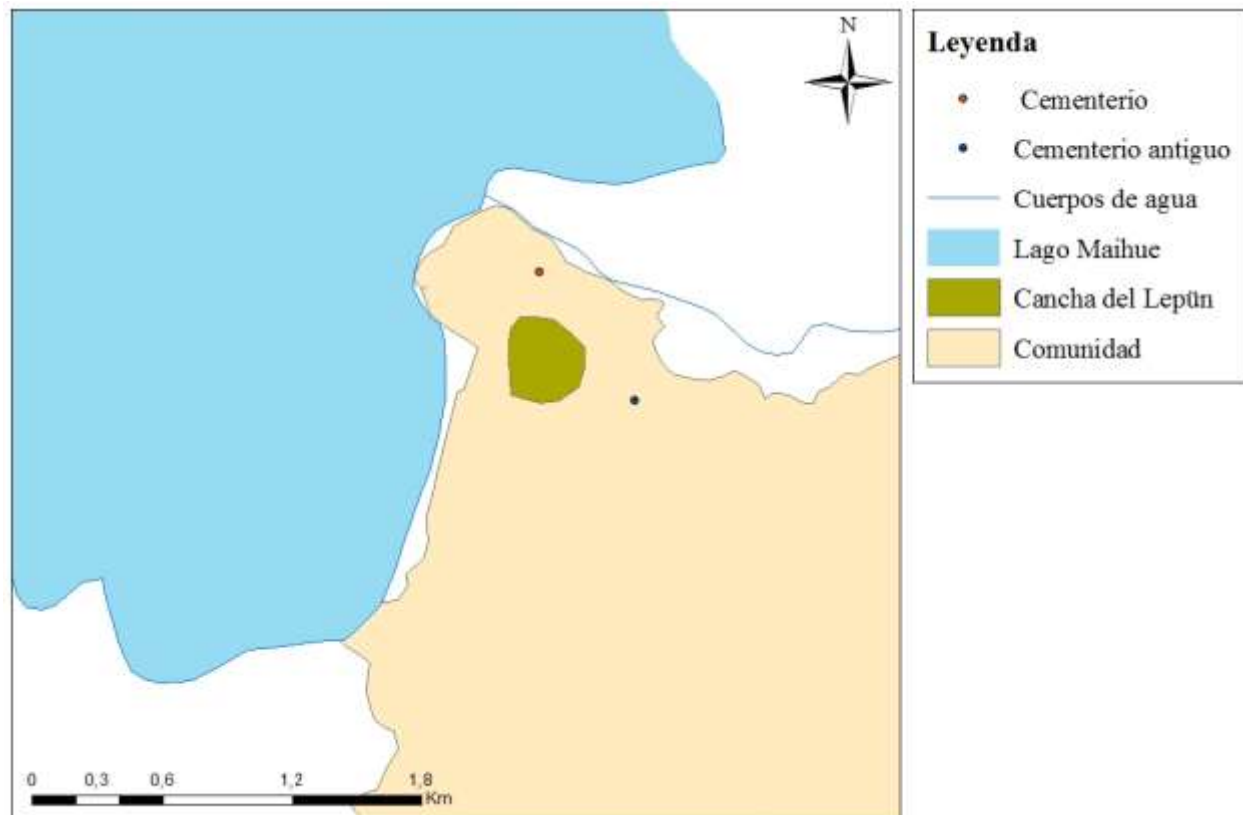 N
Leyenda
Cementerio
Cementerio antiguo
Cuerpos de agua
Lago Maihue
Cancha del Lepün
Comunidad
0 0,3 0,6 1,2 1,8
Km